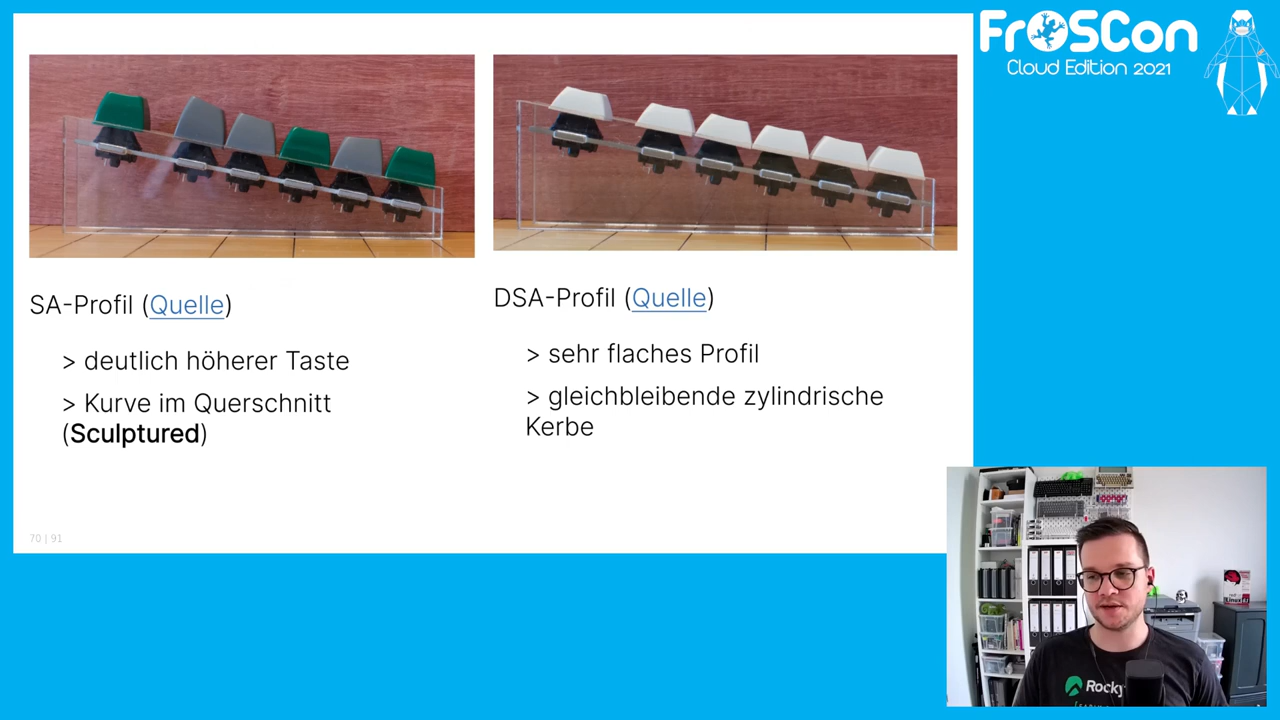 FrOSCon
Cloud Edition 2021
SA-Profil (Quelle)
> deutlich höherer Taste
> Kurve im Querschnitt
(Sculptured)
DSA-Profil (Quelle)
> sehr flaches Profil
> gleichbleibende zylindrische
Kerbe
70 | 91
Rocky